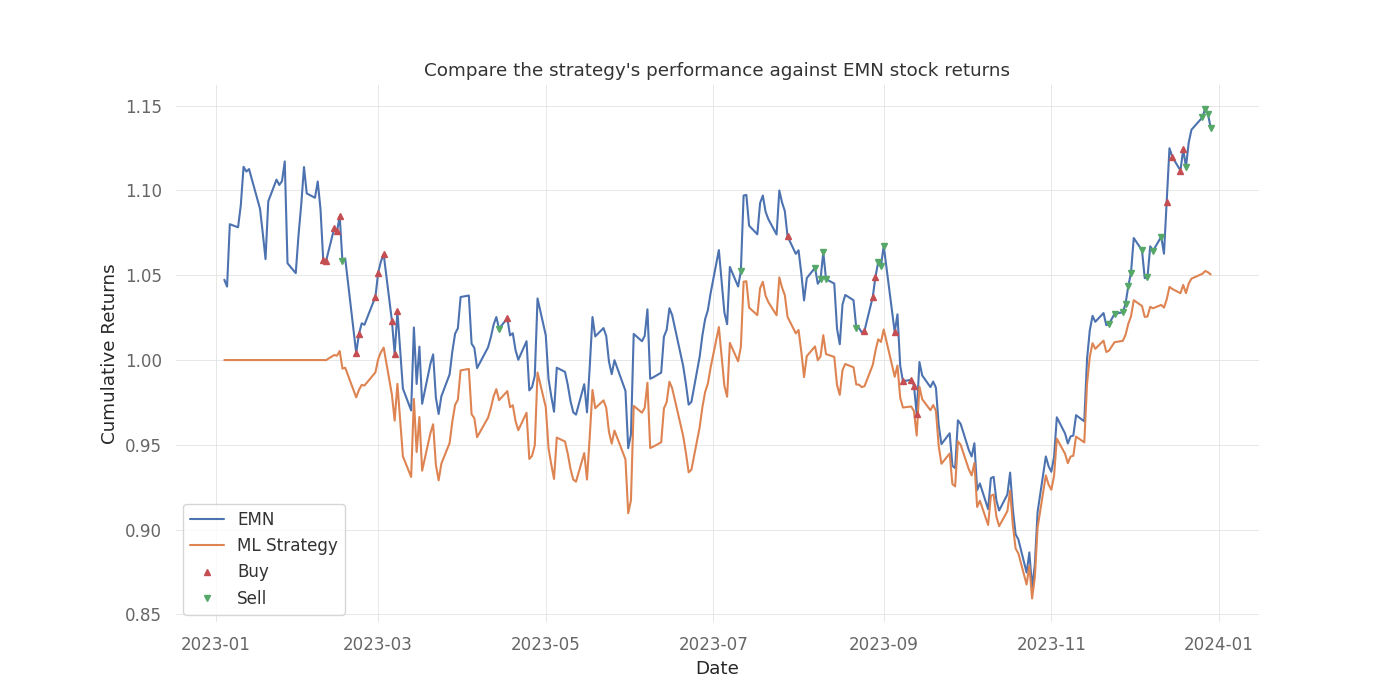 Compare the strategy's performance against EMN stock returns
1.15
1.10
1.05
1.00
0.95
0.90
0.85
Cumulative Returns
EMN
ML Strategy
Buy
Sell
2023-01
2023-03
2023-05
2023-07
2023-09
2023-11
2024-01
Date